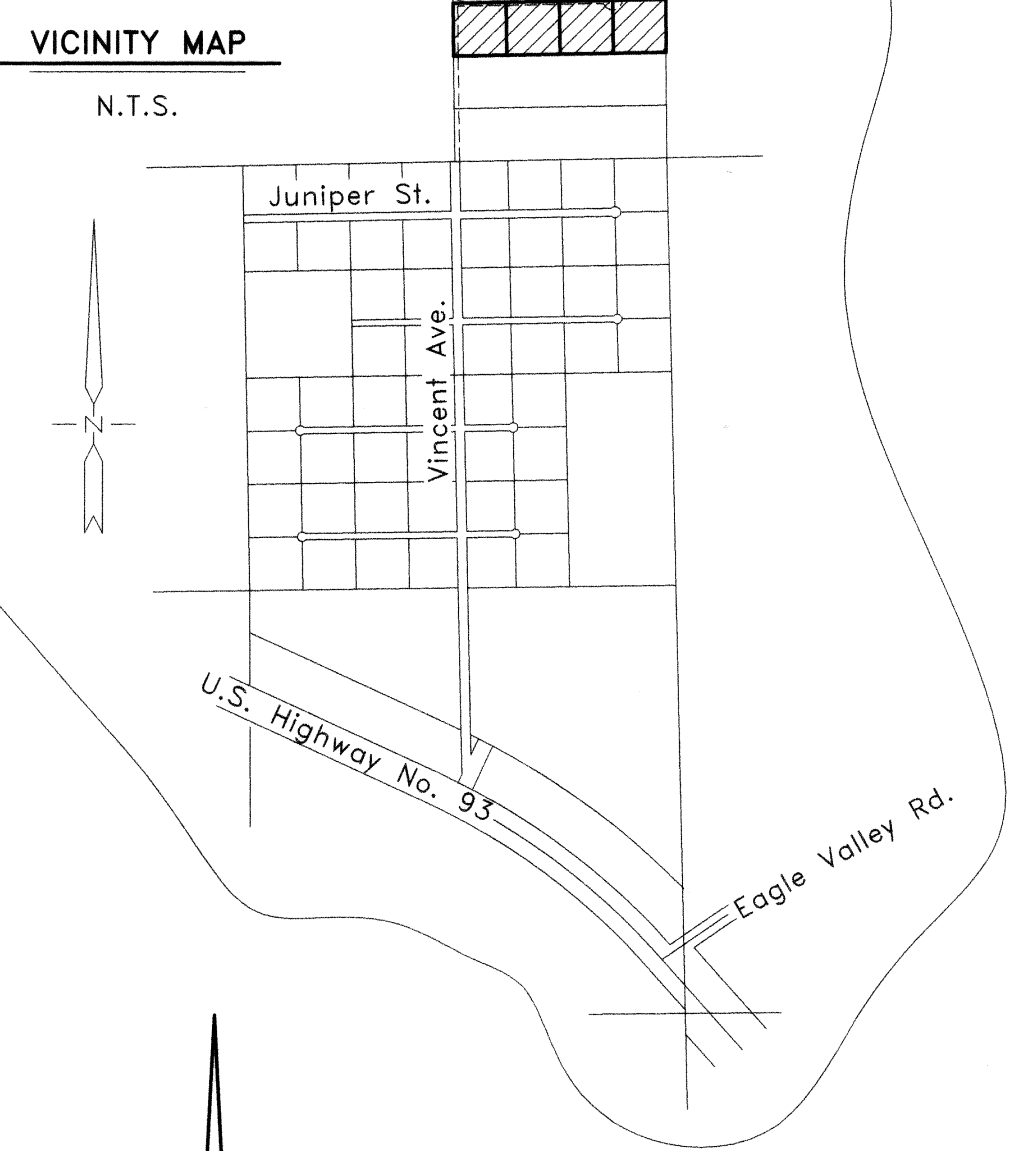 VICINITY MAP
N.T.S.
Juniper St.
Vincent Ave.
N
U.S. Highway No. 93
Eagle Valley Rd.